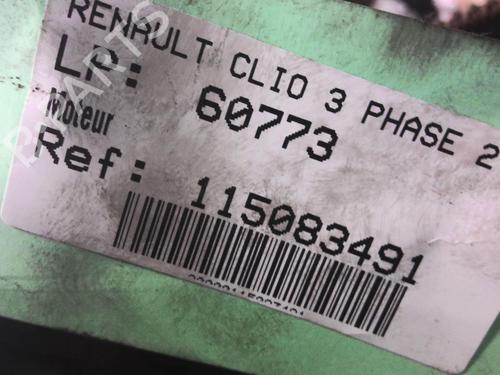 RENAULT CLIO 3 PHASE 2
LP: 60773
Moteur
Ref: 115083491